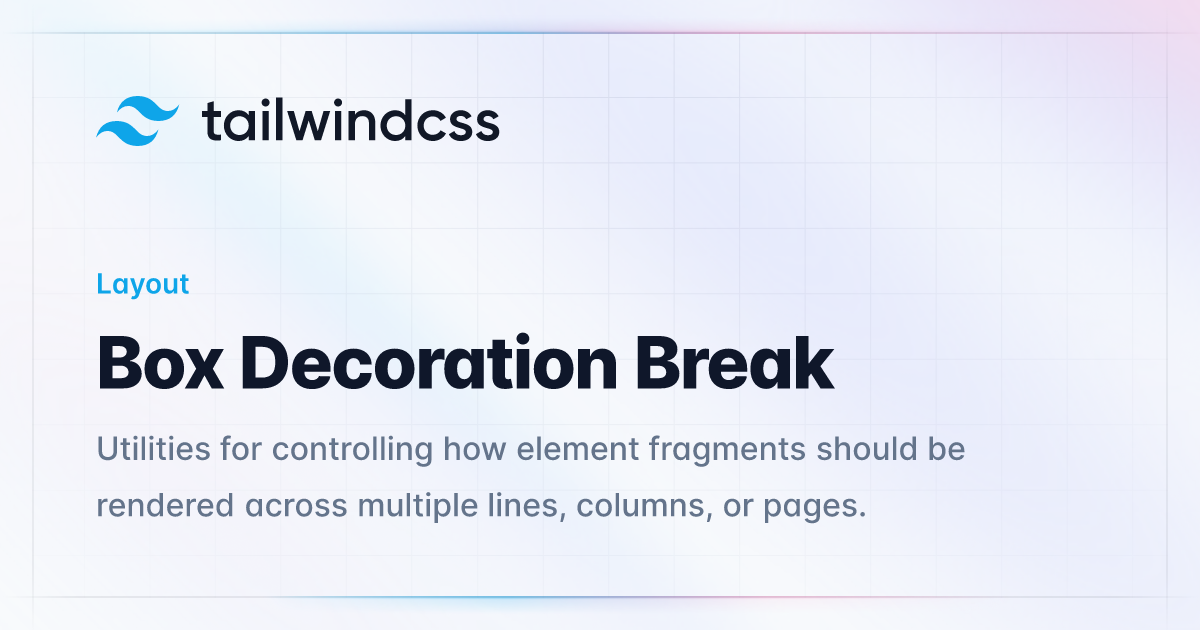 tailwindcss
Layout
Box Decoration Break
Utilities for controlling how element fragments should be
rendered across multiple lines, columns, or pages.